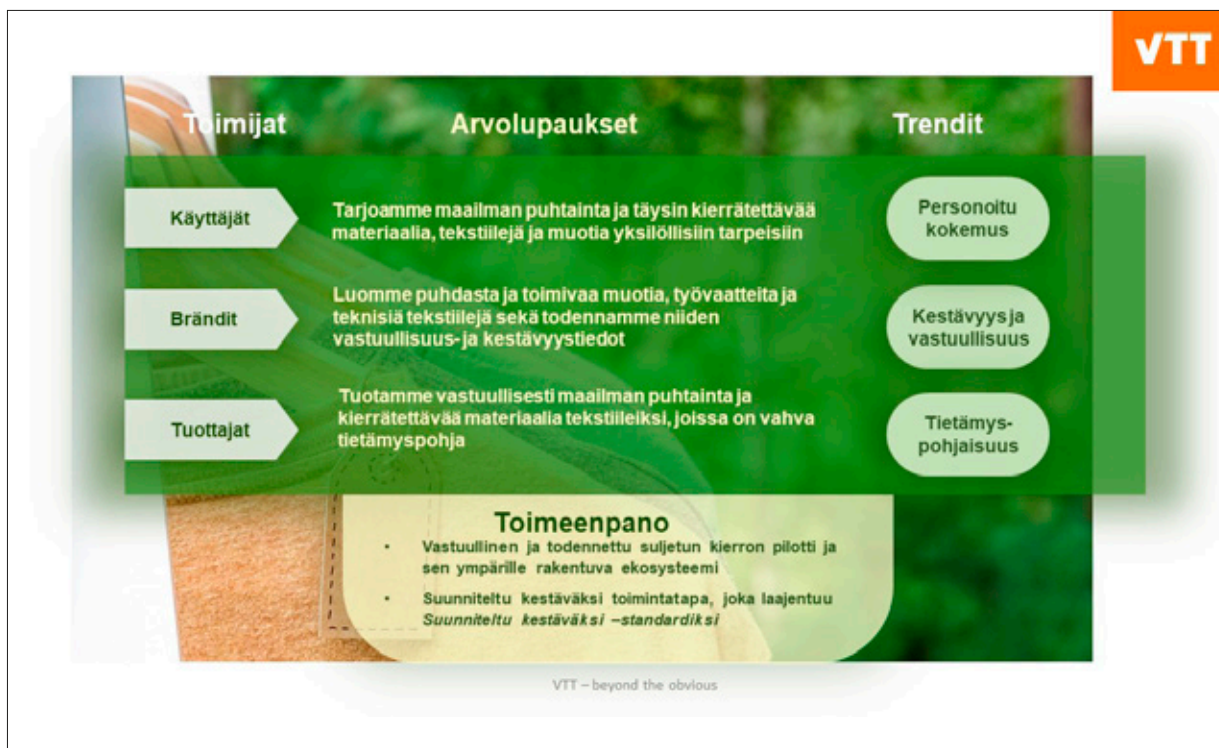 VTT
Toimijat
Arvolupaukset
Trendit
Käyttäjät
Tarjoamme maailman puhtainta ja täysin kierrätettävää
materiaalia, tekstiilejä ja muotia yksilöllisiin tarpeisiin
Personoitu
kokemus
Brändit
Luomme puhdasta ja toimivaa muotia, työvaatteita ja
teknisiä tekstiilejä sekä todennamme niiden
vastuullisuus- ja kestävyystiedot
Kestävyys ja
vastuullisuus
Tuottajat
Tuotamme vastuullisesti maailman puhtainta ja
kierrätettävää materiaalia tekstiileiksi, joissa on vahva
tietämyspohja
Tietämys-
pohjaisuus
Toimeenpano
• Vastuullinen ja todennettu suljetun kierron pilotti ja
sen ympärille rakentuva ekosysteemi
• Suunniteltu kestäväksi toimintatapa, joka laajentuu
Suunniteltu kestäväksi –standardiksi
VTT – beyond the obvious